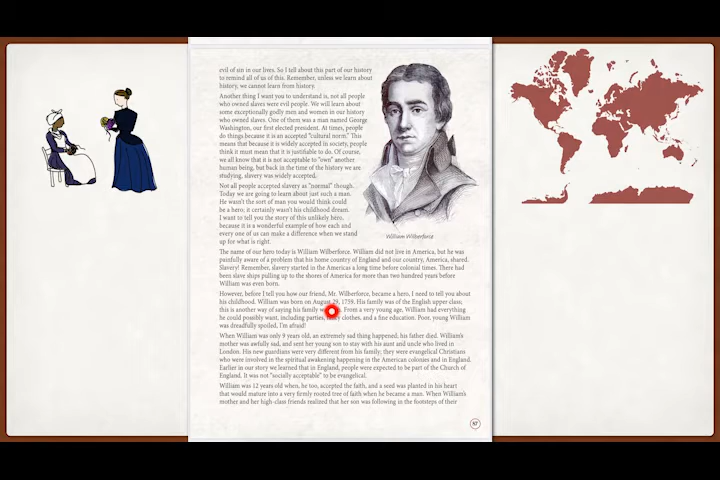 evil of sin in our lives. So I tell about this part of our history
to remind all of us of this. Remember, unless we learn about
history, we cannot learn from history.
Another thing I want you to understand is, not all people
who owned slaves were evil people. We will learn about
some exceptionally godly men and women in our history
who owned slaves. One of them was a man named George
Washington, our first elected president. At times, people
do things because it is an accepted "cultural norm." This
means that because it is widely accepted in society, people
think it must mean that it is justifiable to do. Of course,
we all know that it is not acceptable to "own" another
human being, but back in the time of the history we are
studying, slavery was widely accepted.
Not all people accepted slavery as "normal" though.
Today we are going to learn about just such a man.
He wasn't the sort of man you would think could
be a hero; it certainly wasn't his childhood dream.
I want to tell you the story of this unlikely hero,
because it is a wonderful example of how each and
every one of us can make a difference when we stand
up for what is right.
William Wilberforce
The name of our hero today is William Wilberforce. William did not live in America, but he was
painfully aware of a problem that his home country of England and our country, America, shared.
Slavery! Remember, slavery started in the Americas a long time before colonial times. There had
been slave ships pulling up to the shores of America for more than two hundred years before
William was even born.
However, before I tell you how our friend, Mr. Wilberforce, became a hero, I need to tell you about
his childhood. William was born on August 1759. His family was of the English upper class;
this is another way of saying his family From a very young age, William had everything
he could possibly want, including parties, clothes, and a fine education. Poor, young William
was dreadfully spoiled, I'm afraid!
When William was only 9 years old, an extremely sad thing happened; his father died. William's
mother was awfully sad, and sent her young son to stay with his aunt and uncle who lived in
London. His new guardians were very different from his family; they were evangelical Christians
who were involved in the spiritual awakening happening in the American colonies and in England.
Earlier in our story we learned that in England, people were expected to be part of the Church of
England. It was not "socially acceptable" to be evangelical.
William was 12 years old when he, too, accepted the faith, and a seed was planted in his heart
that would mature into a very firmly rooted tree of faith when he became a man. When William's
mother and her high-class friends realized that her son was following in the footsteps of their